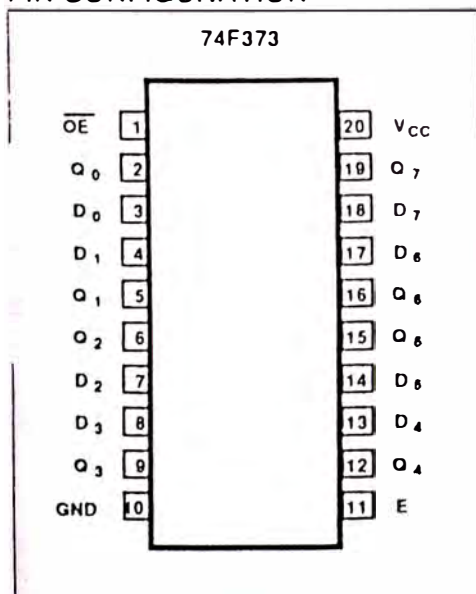 PIN CONFIGURATION
74F373
OE 1 20 VCC
Q0 2 19 Q7
D0 3 18 D7
D1 4 17 D6
Q1 5 16 Q6
Q2 6 15 Q5
D2 7 14 D5
D3 8 13 D4
Q3 9 12 Q4
GND 10 11 E